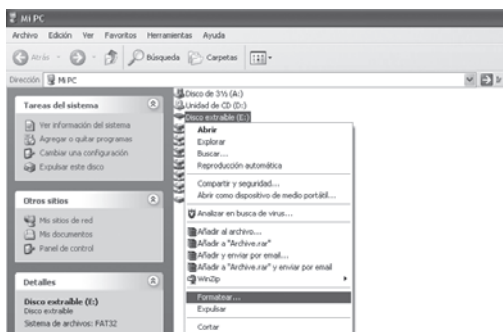 Mi PC
Archivo Edición Ver Favoritos Herramientas Ayuda
Atrás Búsqueda Carpetas
Dirección Mi PC Ir
Tareas del sistema
Ver información del sistema
Agregar o quitar programas
Cambiar una configuración
Expulsar este disco
Otros sitios
Mis sitios de red
Mis documentos
Panel de control
Detalles
Disco extraíble (E:)
Disco extraíble
Sistema de archivos: FAT32
Disco de 3½ (A:)
Unidad de CD (D:)
Disco extraíble (E:)
Abrir
Explorar
Buscar...
Reproducción automática
Compartir y seguridad...
Abrir como dispositivo de medio portátil...
Analizar en busca de virus...
Añadir al archivo...
Añadir a "Archive.rar"
Añadir y enviar por email...
Añadir a "Archive.rar" y enviar por email
WinZip
Formatear...
Expulsar
Cortar